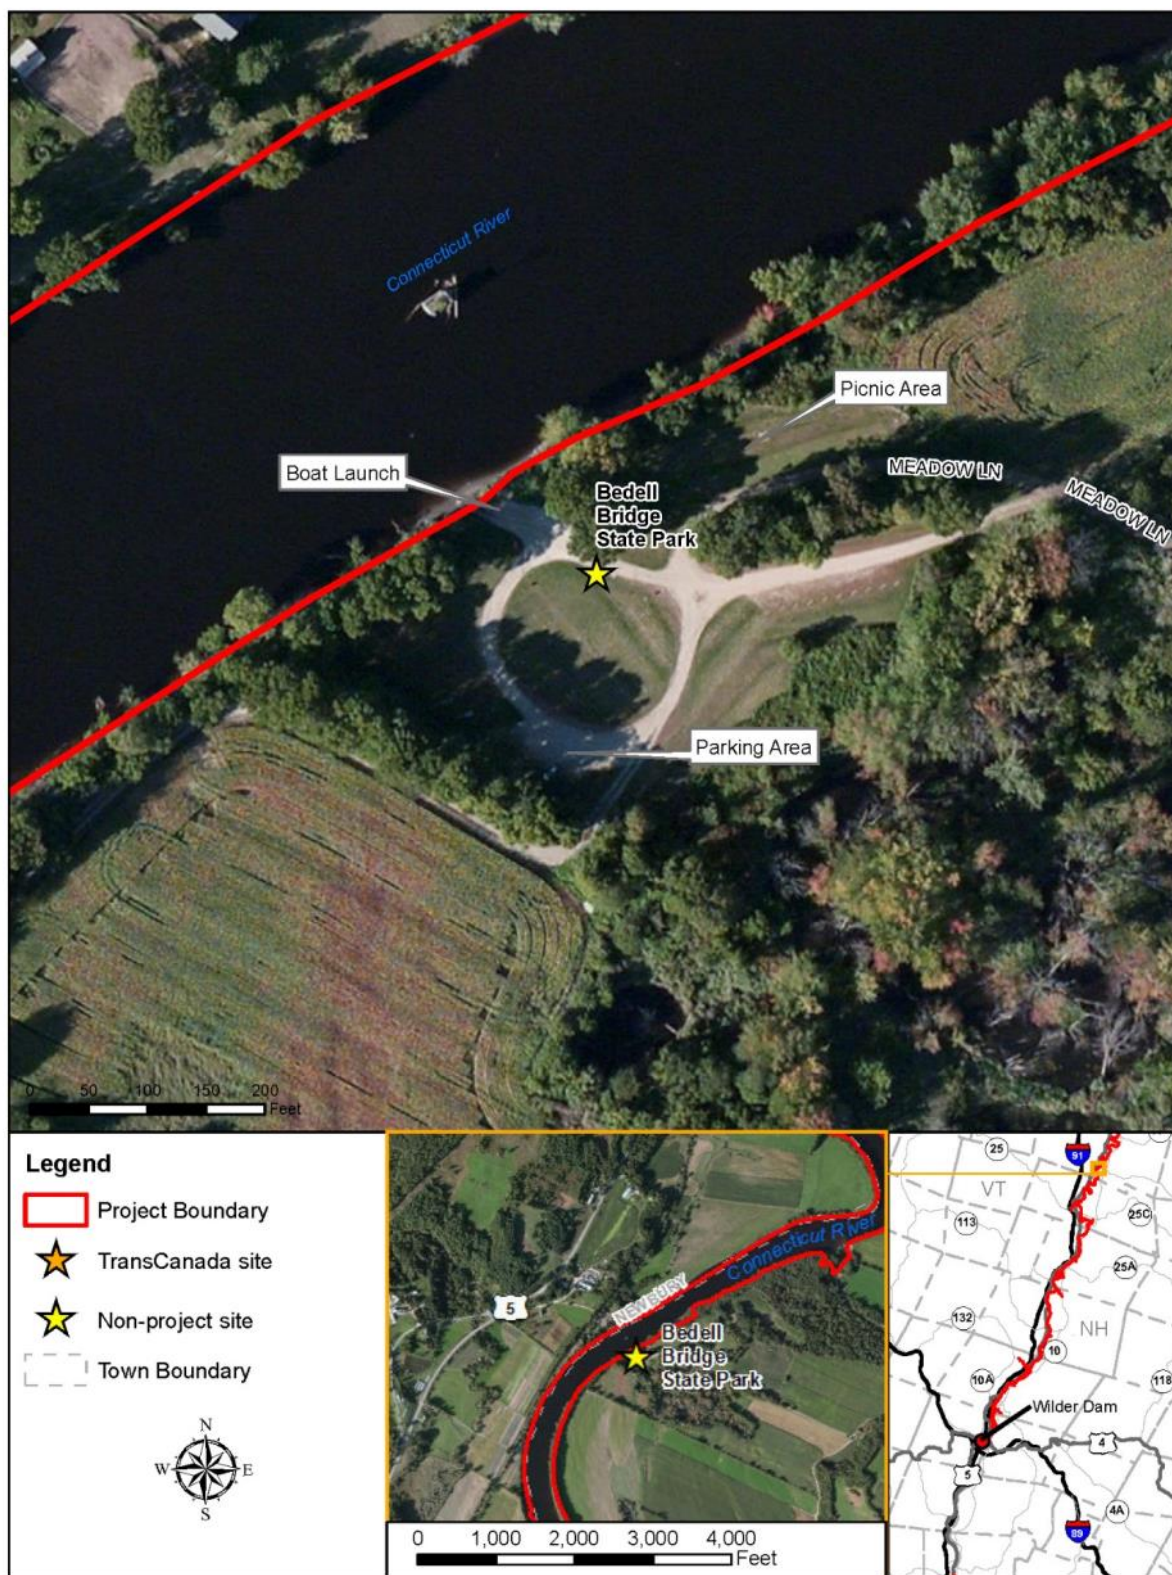 Connecticut River
Picnic Area
Boat Launch
MEADOW LN
MEADOW LN
Bedell
Bridge
State Park
Parking Area
0 50 100 150 200
Feet
Legend
Project Boundary
TransCanada site
Non-project site
Town Boundary
N
W E
S
Connecticut River
NEWBURY
5
Bedell
Bridge
State Park
0 1,000 2,000 3,000 4,000
Feet
25
91
VT
25C
113
25A
132
NH
10
10A
118
Wilder Dam
4
5
4A
89